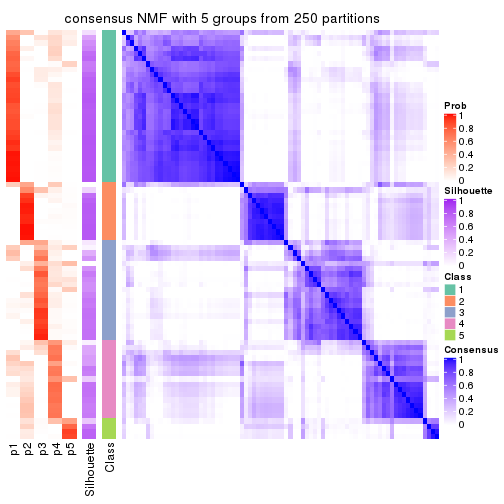 consensus NMF with 5 groups from 250 partitions
Prob
1
0.8
0.6
0.4
0.2
0
Silhouette
1
0.8
0.6
0.4
0.2
0
Class
1
2
3
4
5
Consensus
1
0.8
0.6
0.4
0.2
0
p1
p2
p3
p4
p5
Silhouette
Class